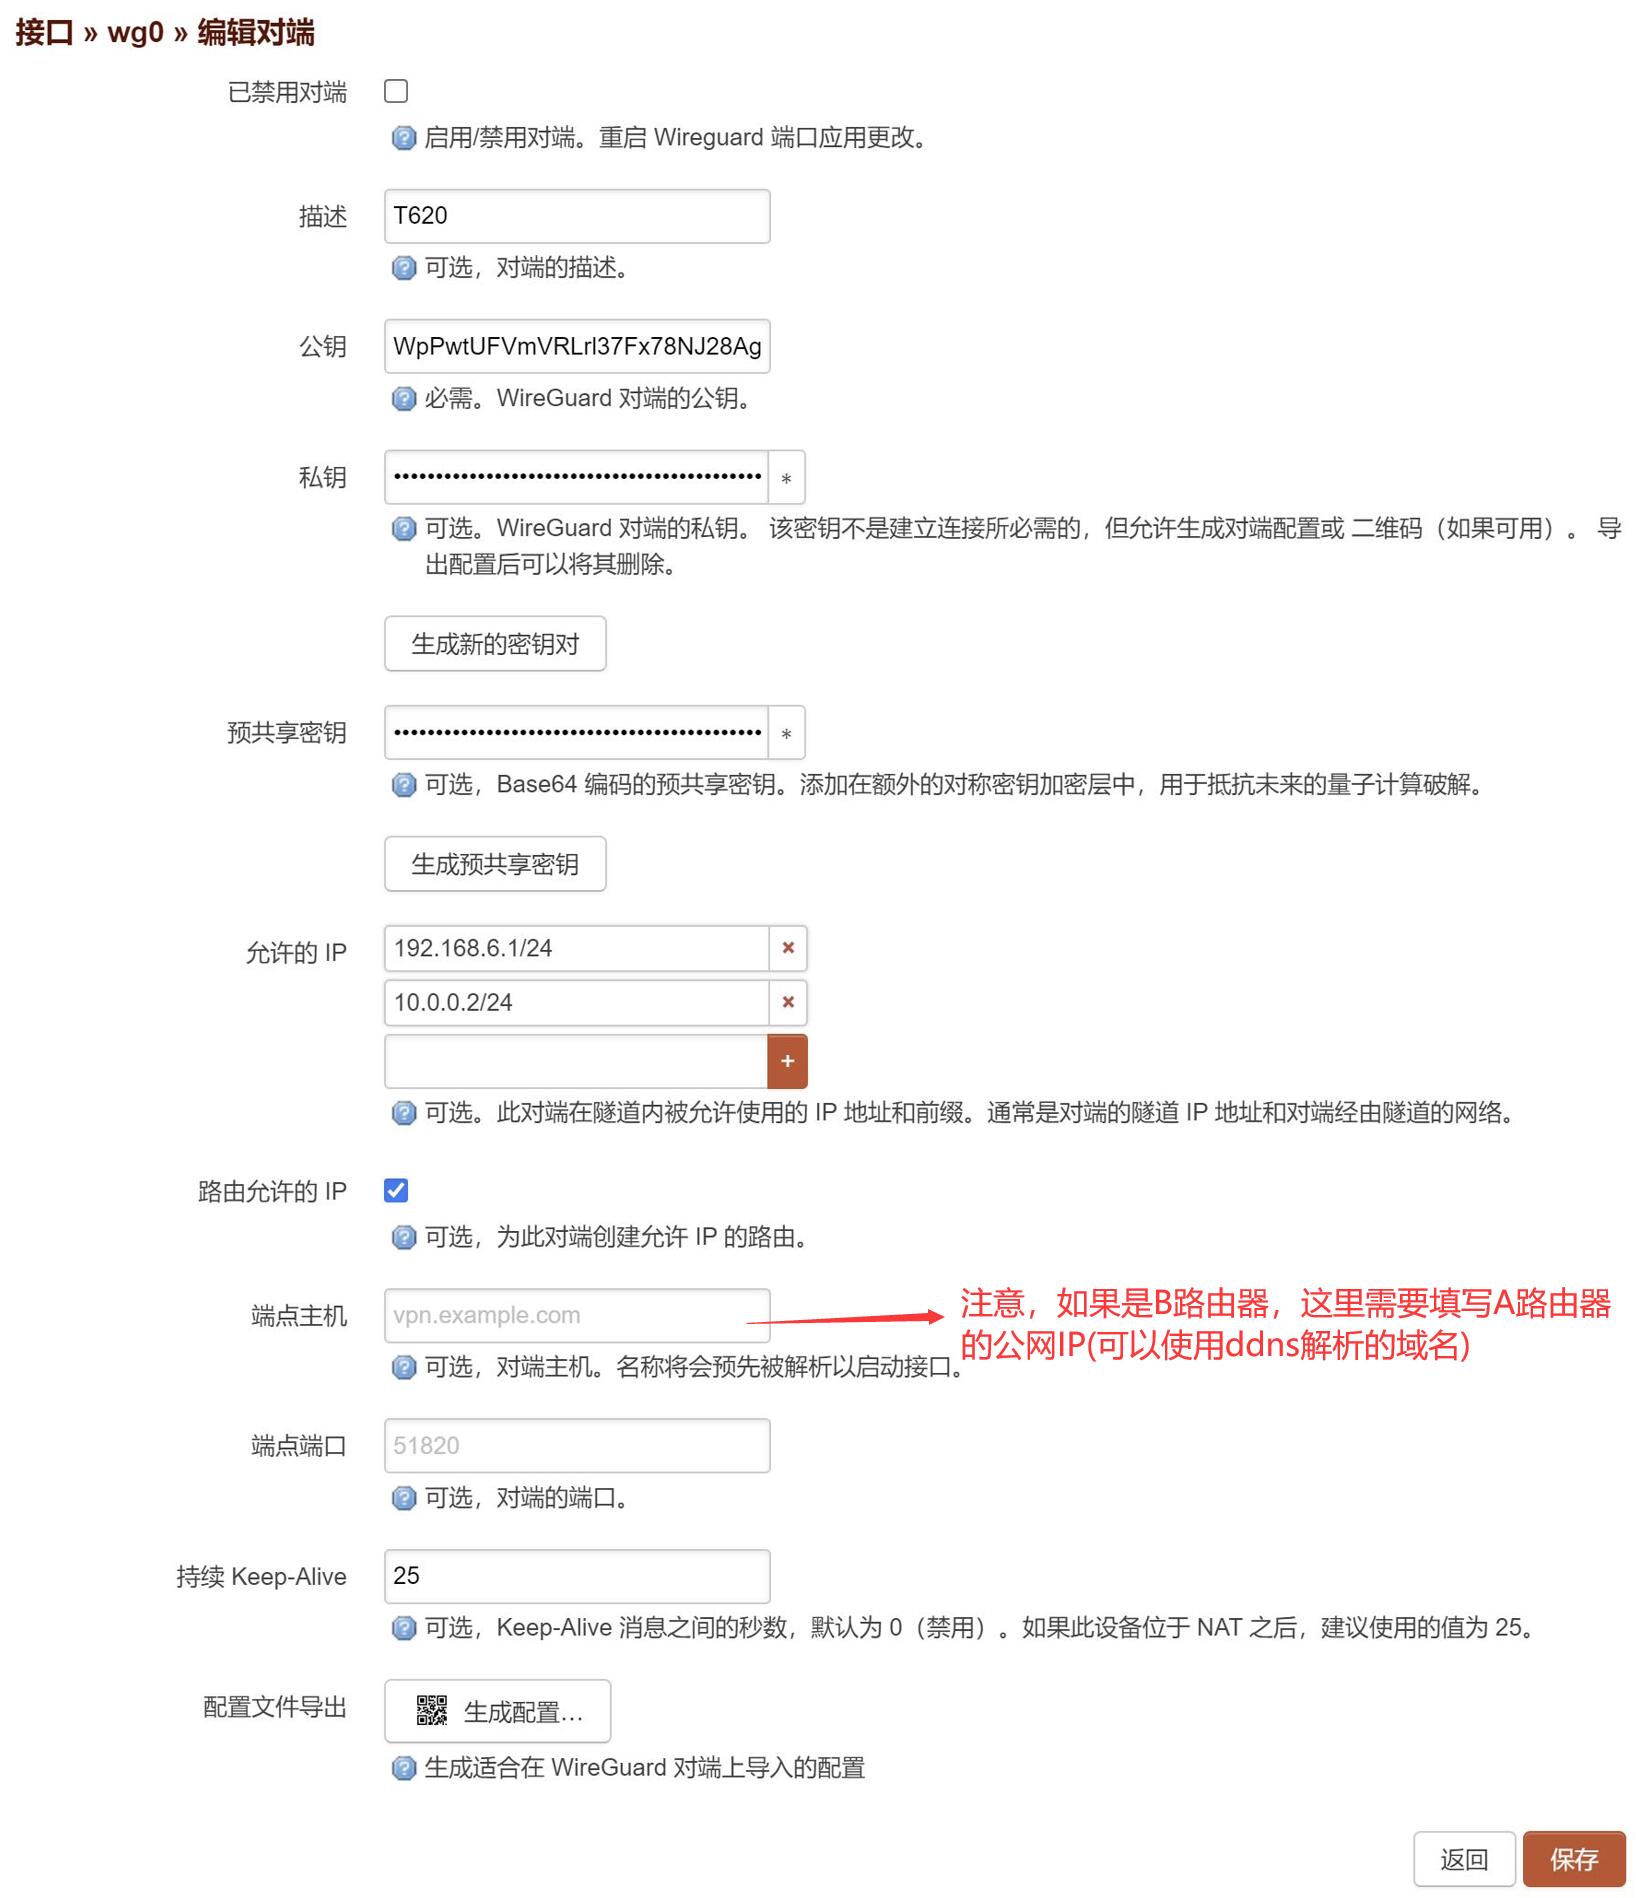 接口 » wg0 » 编辑对端
已禁用对端
启用/禁用对端。重启 Wireguard 端口应用更改。
描述
T620
可选，对端的描述。
公钥
WpPwtUFVmVRLrl37Fx78NJ28Ag
必需。WireGuard 对端的公钥。
私钥
•••••••••••••••••••••••••••••••••••••••••••• *
可选。WireGuard 对端的私钥。 该密钥不是建立连接所必需的，但允许生成对端配置或 二维码（如果可用）。 导
出配置后可以将其删除。
生成新的密钥对
预共享密钥
•••••••••••••••••••••••••••••••••••••••••••• *
可选，Base64 编码的预共享密钥。添加在额外的对称密钥加密层中，用于抵抗未来的量子计算破解。
生成预共享密钥
允许的 IP
192.168.6.1/24 ×
10.0.0.2/24 ×
+
可选。此对端在隧道内被允许使用的 IP 地址和前缀。通常是对端的隧道 IP 地址和对端经由隧道的网络。
路由允许的 IP
可选，为此对端创建允许 IP 的路由。
端点主机
vpn.example.com
注意，如果是B路由器，这里需要填写A路由器
的公网IP(可以使用ddns解析的域名)
可选，对端主机。名称将会预先被解析以启动接口。
端点端口
51820
可选，对端的端口。
持续 Keep-Alive
25
可选，Keep-Alive 消息之间的秒数，默认为 0（禁用）。如果此设备位于 NAT 之后，建议使用的值为 25。
配置文件导出
生成配置…
生成适合在 WireGuard 对端上导入的配置
返回
保存